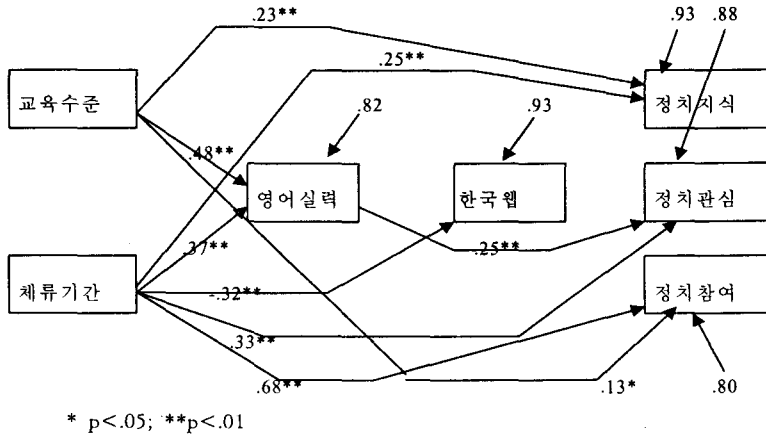 .23** .93 .88
.25**
교육수준 정치지식
.82 .93
.48**
영어실력 한국웹 정치관심
.37** .25**
체류기간 -.32** 정치참여
.33**
.68** .13* .80
* p<.05; **p<.01